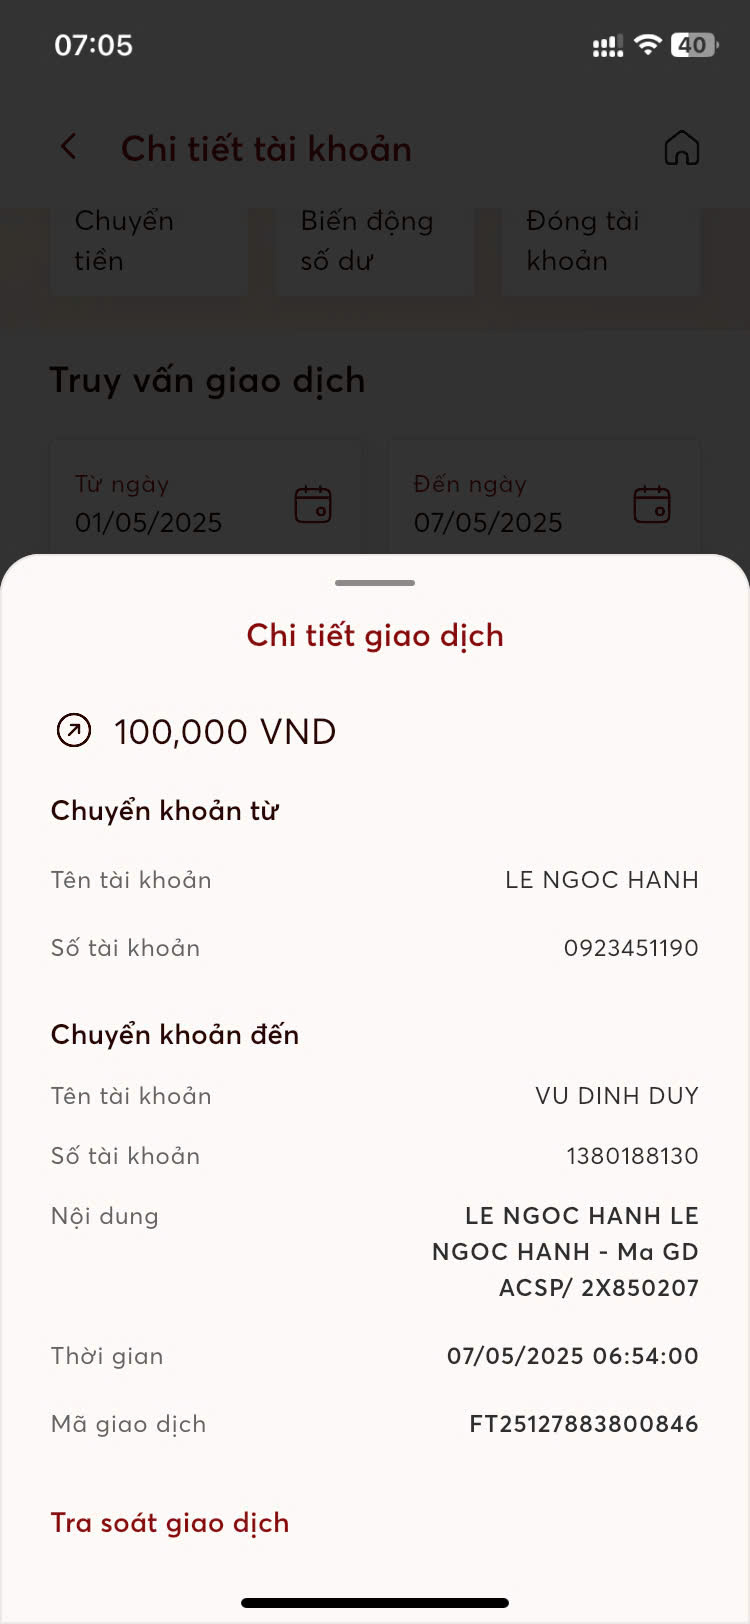 07:05
40
Chi tiết tài khoản
Chuyển
tiền
Biến động
số dư
Đóng tài
khoản
Truy vấn giao dịch
Từ ngày
01/05/2025
Đến ngày
07/05/2025
Chi tiết giao dịch
100,000 VND
Chuyển khoản từ
Tên tài khoản
LE NGOC HANH
Số tài khoản
0923451190
Chuyển khoản đến
Tên tài khoản
VU DINH DUY
Số tài khoản
1380188130
Nội dung
LE NGOC HANH LE
NGOC HANH - Ma GD
ACSP/ 2X850207
Thời gian
07/05/2025 06:54:00
Mã giao dịch
FT25127883800846
Tra soát giao dịch